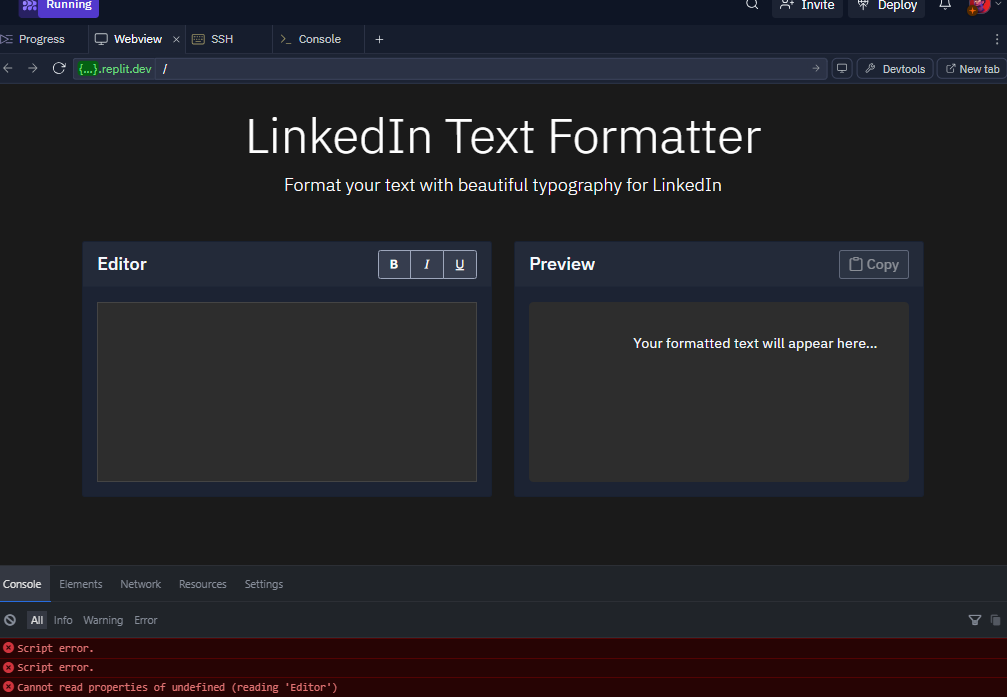 Running
Invite
Deploy
Progress
Webview ×
SSH
>_ Console
+
{...}.replit.dev /
Devtools
New tab
LinkedIn Text Formatter
Format your text with beautiful typography for LinkedIn
Editor
B I U
Preview
Copy
Your formatted text will appear here...
Console Elements Network Resources Settings
All Info Warning Error
Script error.
Script error.
Cannot read properties of undefined (reading 'Editor')